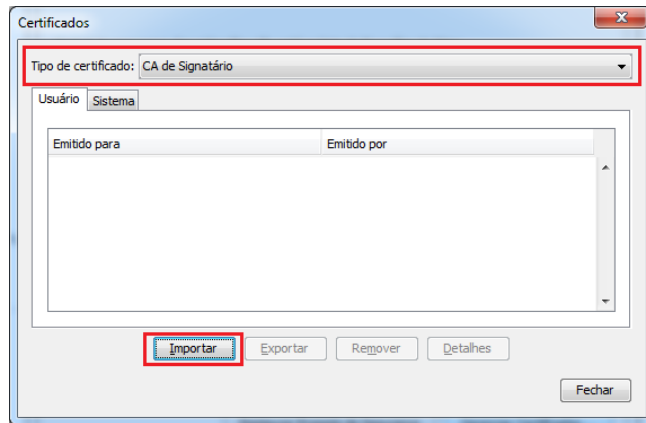 Certificados
Tipo de certificado: CA de Signatário
Usuário Sistema
Emitido para Emitido por
Importar Exportar Remover Detalhes
Fechar